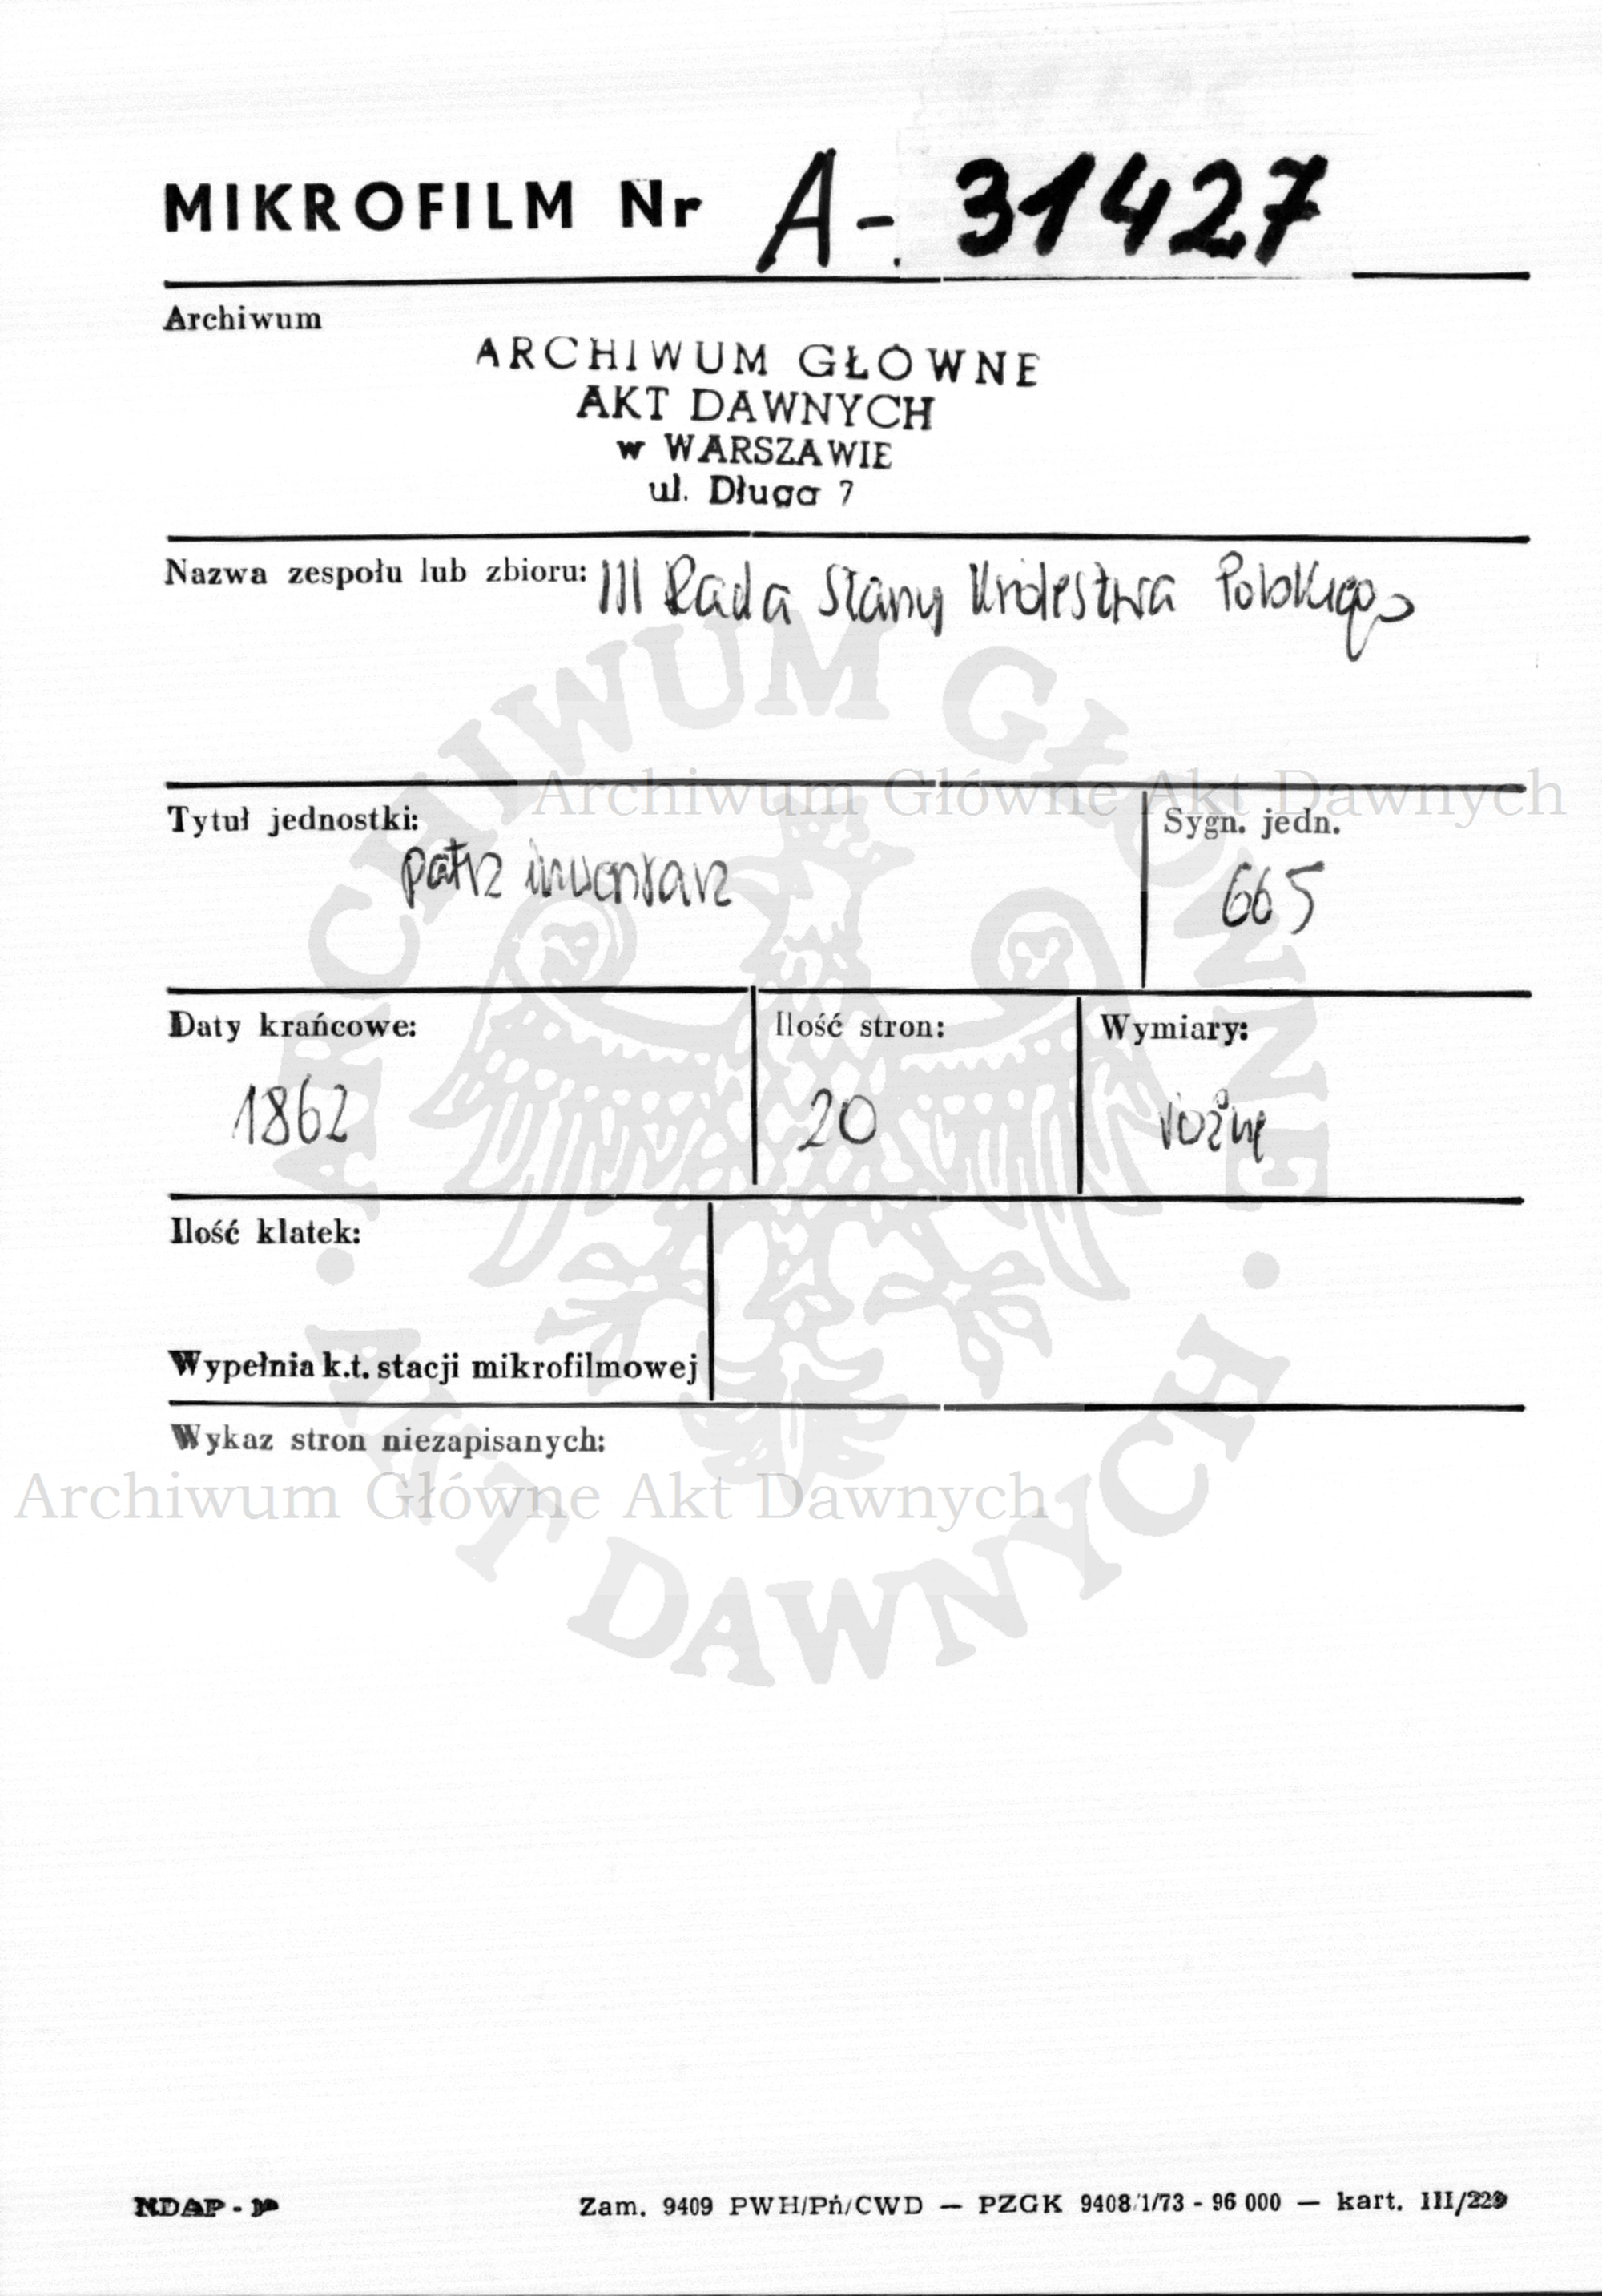 MIKROFILM Nr A-. 31427
Archiwum
ARCHIWUM GŁÓWNE
AKT DAWNYCH
w WARSZAWIE
ul. Długa 7
Nazwa zespołu lub zbioru: III Rada Stanu Królestwa Polskiego
Archiwum Główne Akt Dawnych
Tytuł jednostki:
Sygn. jedn.
patrz inwentarz
665
Daty krańcowe:
Ilość stron:
Wymiary:
1862
20
różne
Ilość klatek:
Wypełnia k.t. stacji mikrofilmowej
Wykaz stron niezapisanych:
Archiwum Główne Akt Dawnych
ARCHIWUM GŁÓWNE
· AKT DAWNYCH ·
NDAP -
Zam. 9409 PWH/Pń/CWD — PZGK 9408/1/73 - 96 000 — kart. III/229